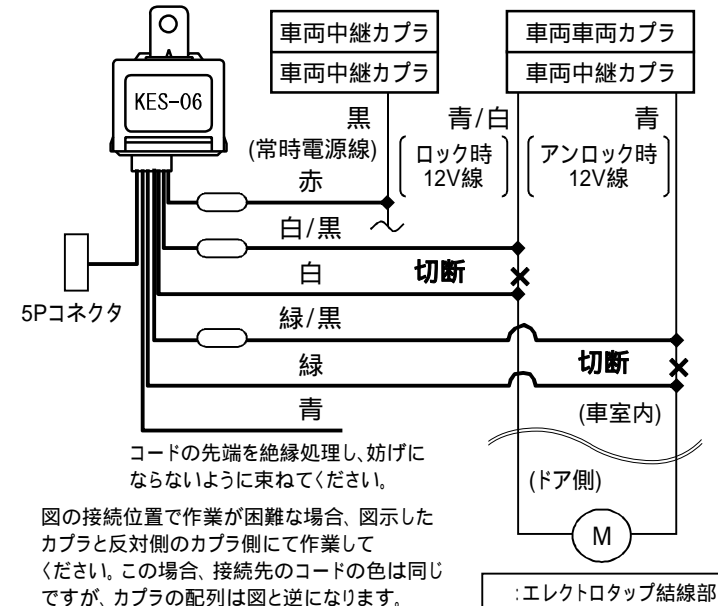 車両中継カプラ
車両中継カプラ
車両車両カプラ
車両中継カプラ
KES-06
黒
(常時電源線)
青/白
ロック時
12V線
青
アンロック時
12V線
赤
白/黒
白
切断
5Pコネクタ
緑/黒
緑
切断
青
(車室内)
コードの先端を絶縁処理し、妨げに
ならないように束ねてください。
(ドア側)
M
図の接続位置で作業が困難な場合、図示した
カプラと反対側のカプラ側にて作業して
ください。この場合、接続先のコードの色は同じ
ですが、カプラの配列は図と逆になります。
:エレクトロタップ結線部